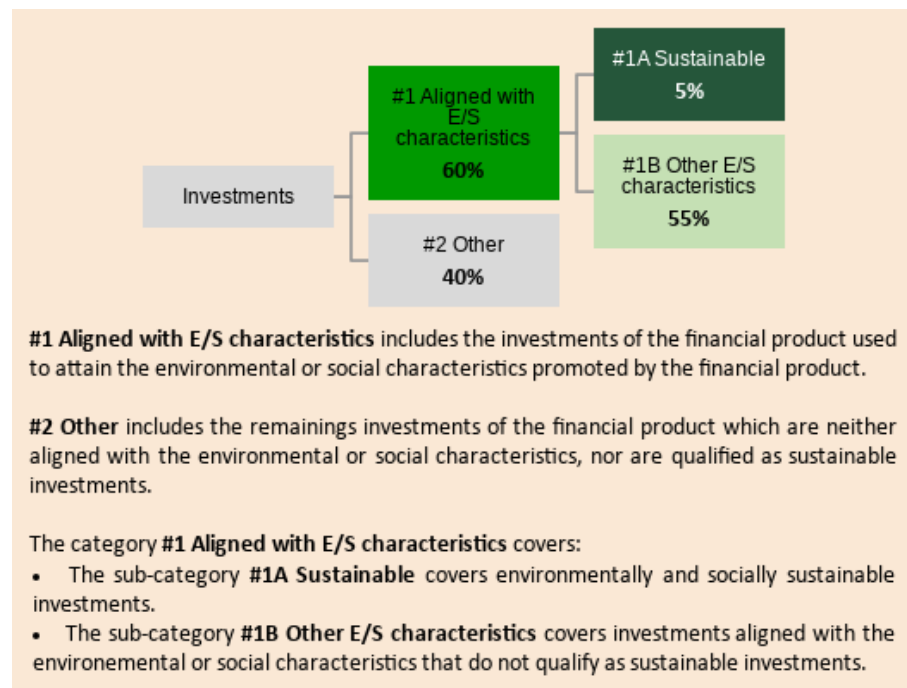 #1A Sustainable
5%
#1 Aligned with
E/S
characteristics
60%
#1B Other E/S
characteristics
55%
Investments
#2 Other
40%
#1 Aligned with E/S characteristics includes the investments of the financial product used
to attain the environmental or social characteristics promoted by the financial product.
#2 Other includes the remainings investments of the financial product which are neither
aligned with the environmental or social characteristics, nor are qualified as sustainable
investments.
The category #1 Aligned with E/S characteristics covers:
• The sub-category #1A Sustainable covers environmentally and socially sustainable
investments.
• The sub-category #1B Other E/S characteristics covers investments aligned with the
environemental or social characteristics that do not qualify as sustainable investments.